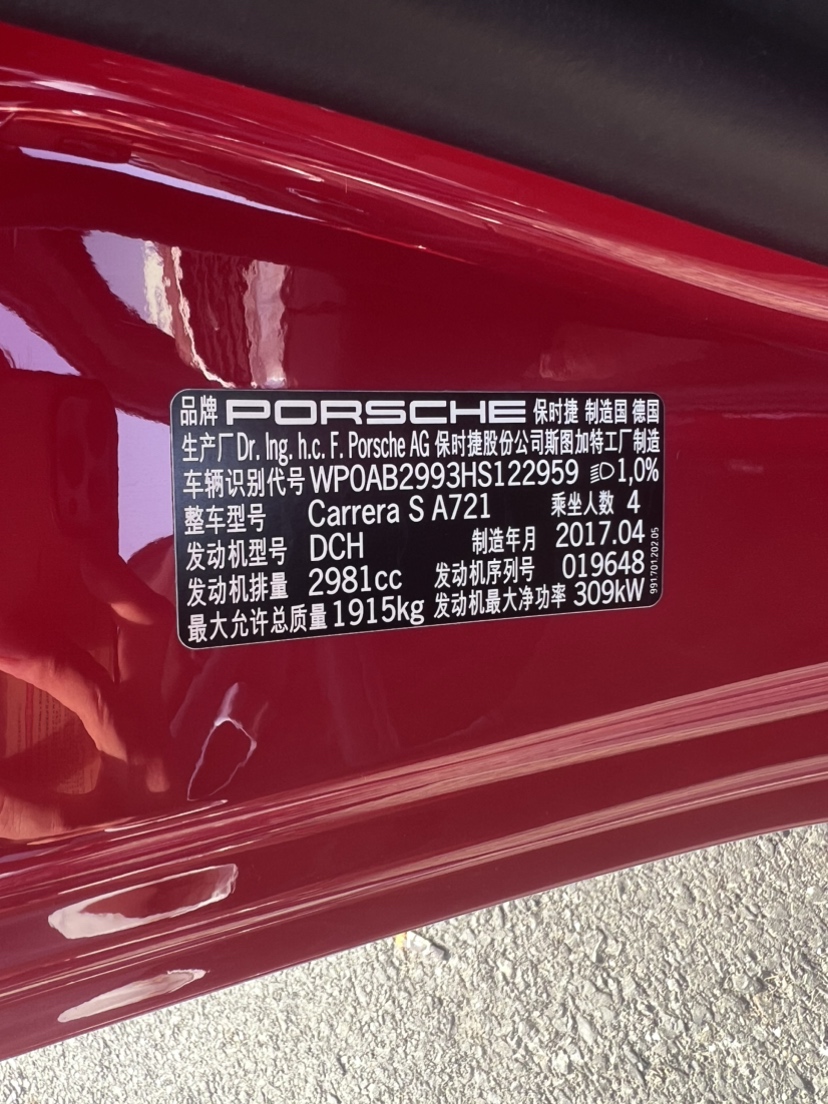 品牌 PORSCHE 保时捷 制造国 德国
生产厂Dr. Ing. h.c. F. Porsche AG 保时捷股份公司斯图加特工厂制造
车辆识别代号 WP0AB2993HS122959 1,0%
整车型号 Carrera S A721 乘坐人数 4
发动机型号 DCH 制造年月 2017.04
发动机排量 2981cc 发动机序列号 019648
最大允许总质量 1915kg 发动机最大净功率 309kW
991 701 202 05